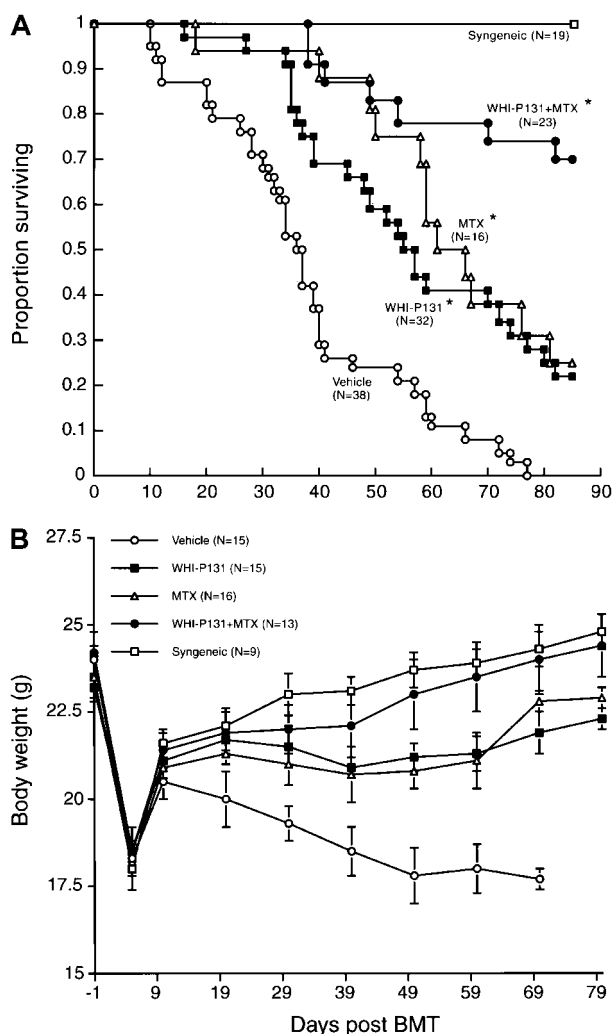 A
Proportion surviving
1
0.9
0.8
0.7
0.6
0.5
0.4
0.3
0.2
0.1
0
0 10 20 30 40 50 60 70 80 90
Syngeneic (N=19)
WHI-P131+MTX *
(N=23)
MTX *
(N=16)
WHI-P131 *
(N=32)
Vehicle
(N=38)
B
Body weight (g)
27.5
25
22.5
20
17.5
15
Vehicle (N=15)
WHI-P131 (N=15)
MTX (N=16)
WHI-P131+MTX (N=13)
Syngeneic (N=9)
-1 9 19 29 39 49 59 69 79
Days post BMT